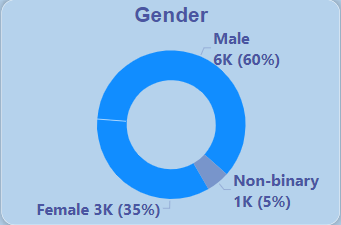 Gender
Male
6K (60%)
Non-binary
1K (5%)
Female 3K (35%)